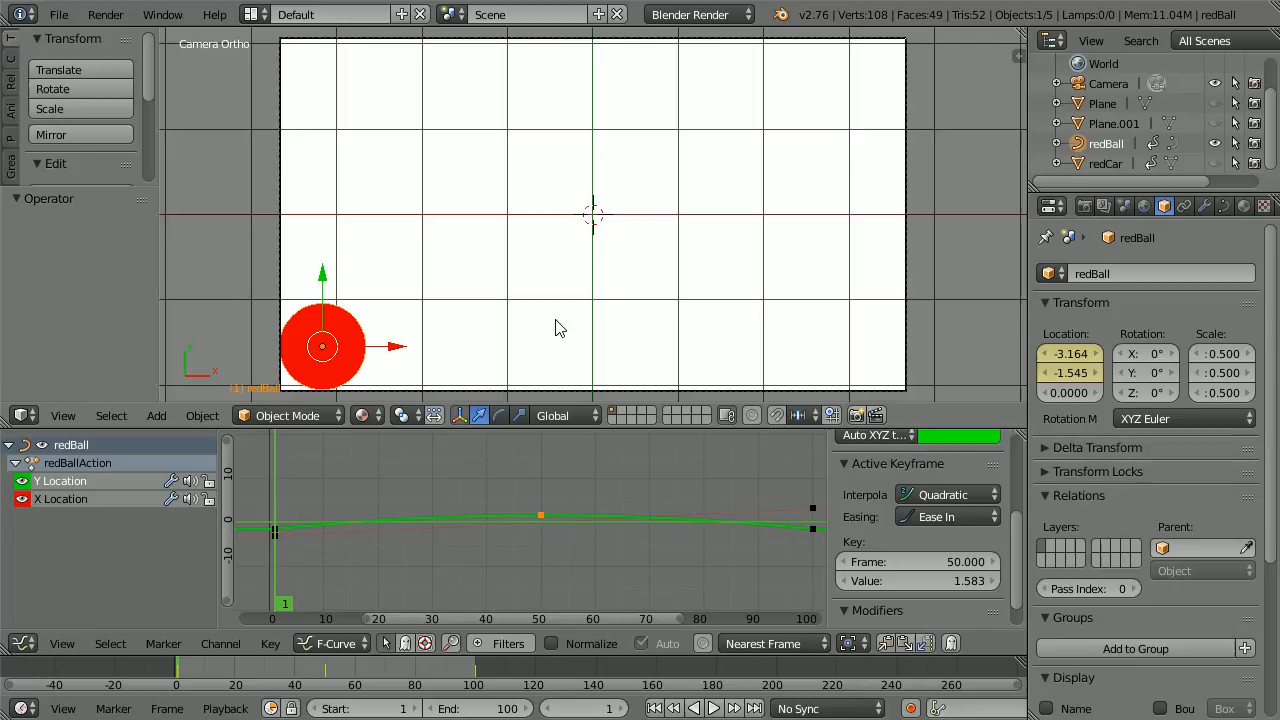 File Render Window Help Default Scene Blender Render v2.76 | Verts:108 | Faces:49 | Tris:52 | Objects:1/5 | Lamps:0/0 | Mem:11.04M | redBall
Transform
Translate
Rotate
Scale
Mirror
Edit
Operator
T
C
Rel
Ani
P
Grea
Camera Ortho
y
x
(1) redBall
View Select Add Object Object Mode Global
redBall
redBallAction
Y Location
X Location
10
0
-10
1
0 10 20 30 40 50 60 70 80 90 100
Auto XYZ t...
Active Keyframe
Interpola Quadratic
Easing: Ease In
Key:
Frame: 50.000
Value: 1.583
Modifiers
View Select Marker Channel Key F-Curve Filters Normalize Auto Nearest Frame
-40 -20 0 20 40 60 80 100 120 140 160 180 200 220 240 260
View Marker Frame Playback Start: 1 End: 100 1 No Sync
View Search All Scenes
World
Camera
Plane
Plane.001
redBall
redCar
redBall
redBall
Transform
Location: Rotation: Scale:
-3.164 X: 0° : 0.500
-1.545 Y: 0° : 0.500
0.0000 Z: 0° : 0.500
Rotation M XYZ Euler
Delta Transform
Transform Locks
Relations
Layers: Parent:
Object
Pass Index: 0
Groups
Add to Group
Display
Name Bou Box